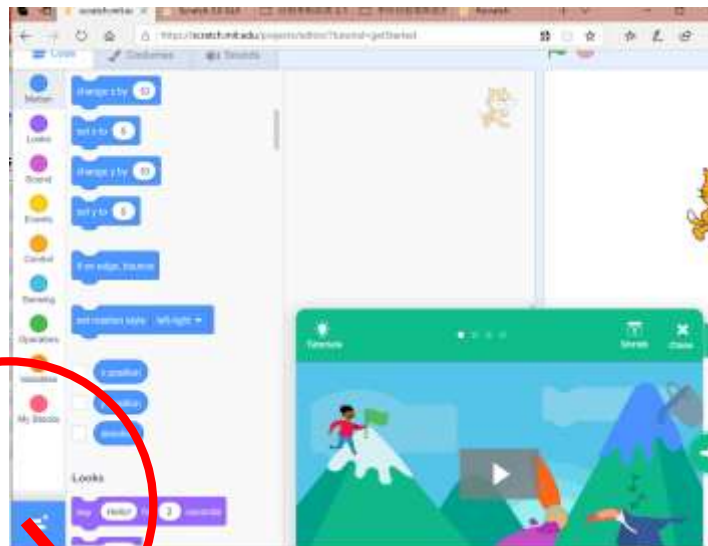 https://scratch.mit.edu/projects/editor/?tutorial=getStarted
Code
Costumes
Sounds
Motion
Looks
Sound
Events
Control
Sensing
Operators
Variables
My Blocks
change x by 10
set x to 0
change y by 10
set y to 0
if on edge, bounce
set rotation style left-right
x position
y position
direction
Looks
say Hello! for 2 seconds
Tutorials
Shrink
Close